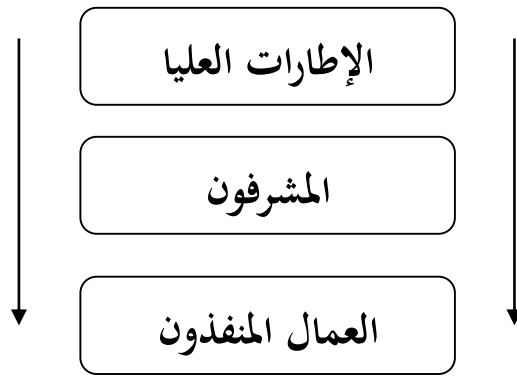 الإطارات العليا
المشرفون
العمال المنفذون